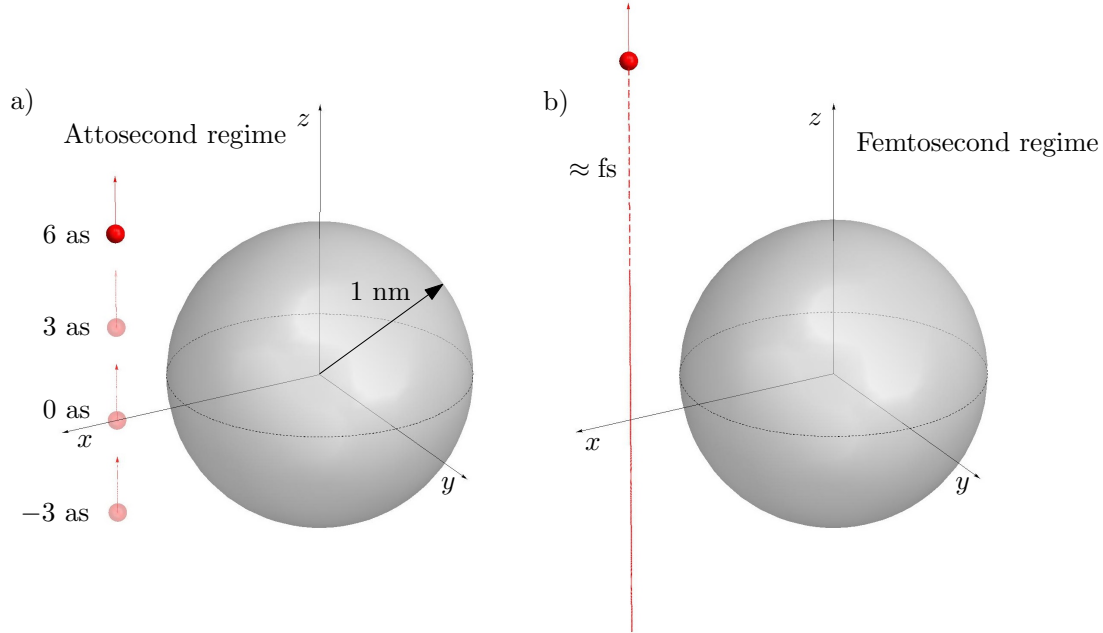 a)
z
Attosecond regime
6 as
1 nm
3 as
0 as
x
y
−3 as
b)
z
Femtosecond regime
≈ fs
x
y